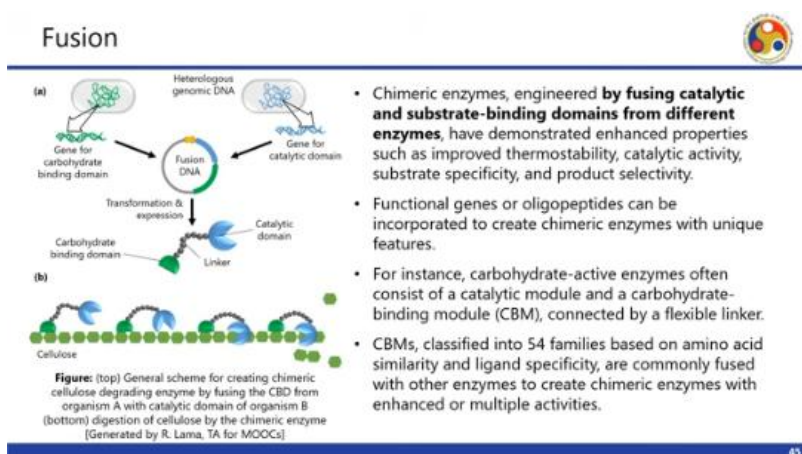 Fusion
(a)
Heterologous
genomic DNA
Gene for
carbohydrate
binding domain
Fusion
DNA
Gene for
catalytic domain
Transformation &
expression
Catalytic
domain
Carbohydrate
binding domain
Linker
(b)
Cellulose
Figure: (top) General scheme for creating chimeric
cellulose degrading enzyme by fusing the CBD from
organism A with catalytic domain of organism B
(bottom) digestion of cellulose by the chimeric enzyme
[Generated by R. Lama, TA for MOOCs]
• Chimeric enzymes, engineered by fusing catalytic
and substrate-binding domains from different
enzymes, have demonstrated enhanced properties
such as improved thermostability, catalytic activity,
substrate specificity, and product selectivity.
• Functional genes or oligopeptides can be
incorporated to create chimeric enzymes with unique
features.
• For instance, carbohydrate-active enzymes often
consist of a catalytic module and a carbohydrate-
binding module (CBM), connected by a flexible linker.
• CBMs, classified into 54 families based on amino acid
similarity and ligand specificity, are commonly fused
with other enzymes to create chimeric enzymes with
enhanced or multiple activities.
45